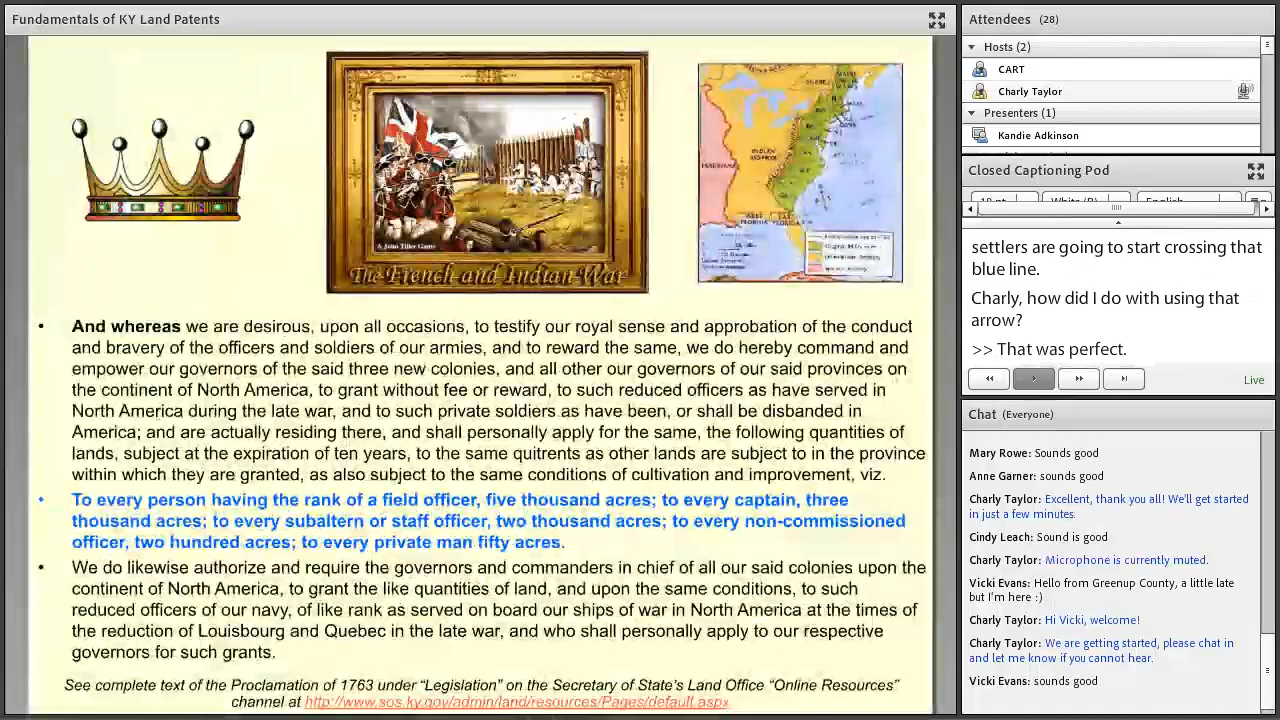 Fundamentals of KY Land Patents
A John Tiller Game
The French and Indian War
QUEBEC
MAINE
INDIAN
RESERVE
LOUISIANA
WEST
FLORIDA
• And whereas we are desirous, upon all occasions, to testify our royal sense and approbation of the conduct
and bravery of the officers and soldiers of our armies, and to reward the same, we do hereby command and
empower our governors of the said three new colonies, and all other our governors of our said provinces on
the continent of North America, to grant without fee or reward, to such reduced officers as have served in
North America during the late war, and to such private soldiers as have been, or shall be disbanded in
America; and are actually residing there, and shall personally apply for the same, the following quantities of
lands, subject at the expiration of ten years, to the same quitrents as other lands are subject to in the province
within which they are granted, as also subject to the same conditions of cultivation and improvement, viz.
• To every person having the rank of a field officer, five thousand acres; to every captain, three
thousand acres; to every subaltern or staff officer, two thousand acres; to every non-commissioned
officer, two hundred acres; to every private man fifty acres.
• We do likewise authorize and require the governors and commanders in chief of all our said colonies upon the
continent of North America, to grant the like quantities of land, and upon the same conditions, to such
reduced officers of our navy, of like rank as served on board our ships of war in North America at the times of
the reduction of Louisbourg and Quebec in the late war, and who shall personally apply to our respective
governors for such grants.
See complete text of the Proclamation of 1763 under “Legislation” on the Secretary of State’s Land Office “Online Resources”
channel at http://www.sos.ky.gov/admin/land/resources/Pages/default.aspx
Attendees (28)
Hosts (2)
CART
Charly Taylor
Presenters (1)
Kandie Adkinson
Closed Captioning Pod
settlers are going to start crossing that
blue line.
Charly, how did I do with using that
arrow?
>> That was perfect.
Live
Chat (Everyone)
Mary Rowe: Sounds good
Anne Garner: sounds good
Charly Taylor: Excellent, thank you all! We'll get started
in just a few minutes.
Cindy Leach: Sound is good
Charly Taylor: Microphone is currently muted.
Vicki Evans: Hello from Greenup County, a little late
but I'm here :)
Charly Taylor: Hi Vicki, welcome!
Charly Taylor: We are getting started, please chat in
and let me know if you cannot hear.
Vicki Evans: sounds good